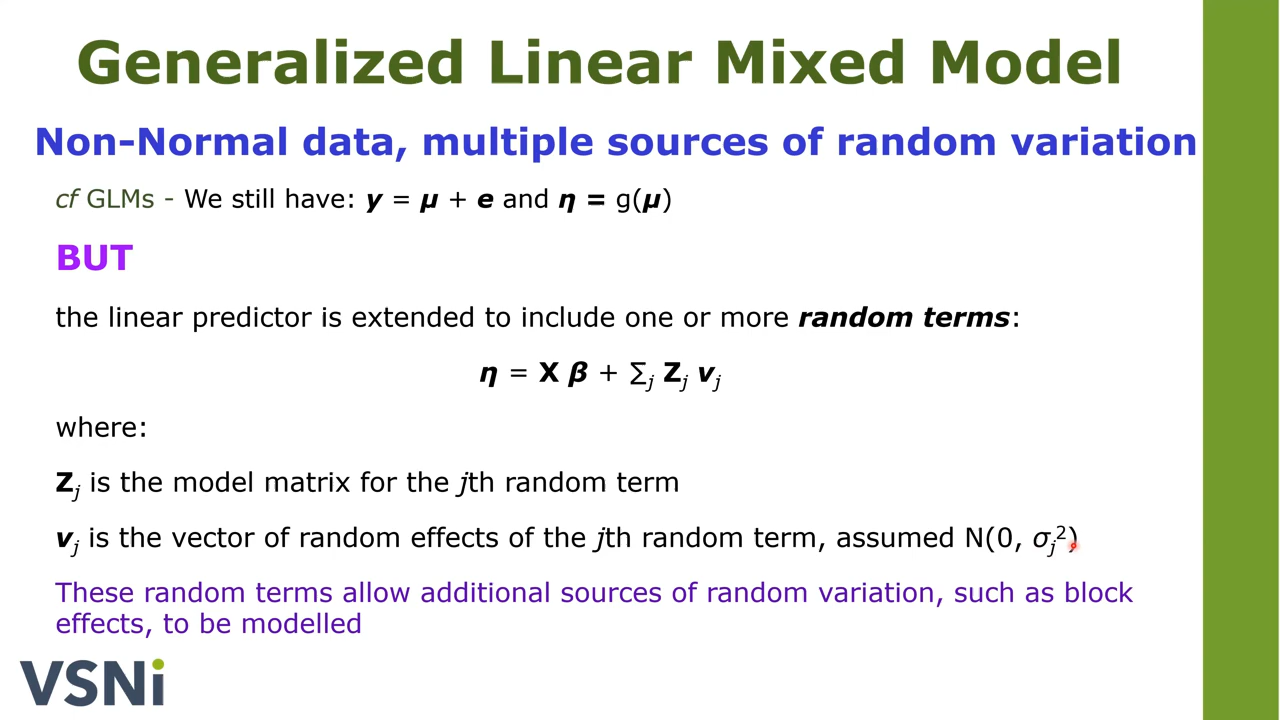 Generalized Linear Mixed Model
Non-Normal data, multiple sources of random variation
cf GLMs - We still have: y = μ + e and η = g(μ)
BUT
the linear predictor is extended to include one or more random terms:
η = X β + ∑j Zj vj
where:
Zj is the model matrix for the jth random term
vj is the vector of random effects of the jth random term, assumed N(0, σj²)
These random terms allow additional sources of random variation, such as block
effects, to be modelled
VSNi